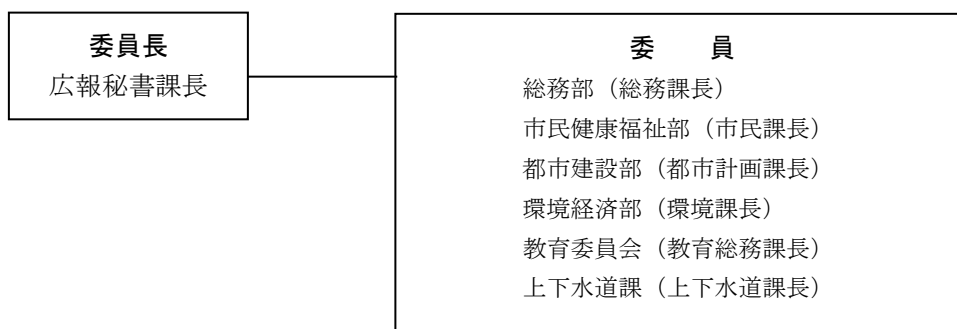 委員長
広報秘書課長
委　　員
総務部（総務課長）
市民健康福祉部（市民課長）
都市建設部（都市計画課長）
環境経済部（環境課長）
教育委員会（教育総務課長）
上下水道課（上下水道課長）